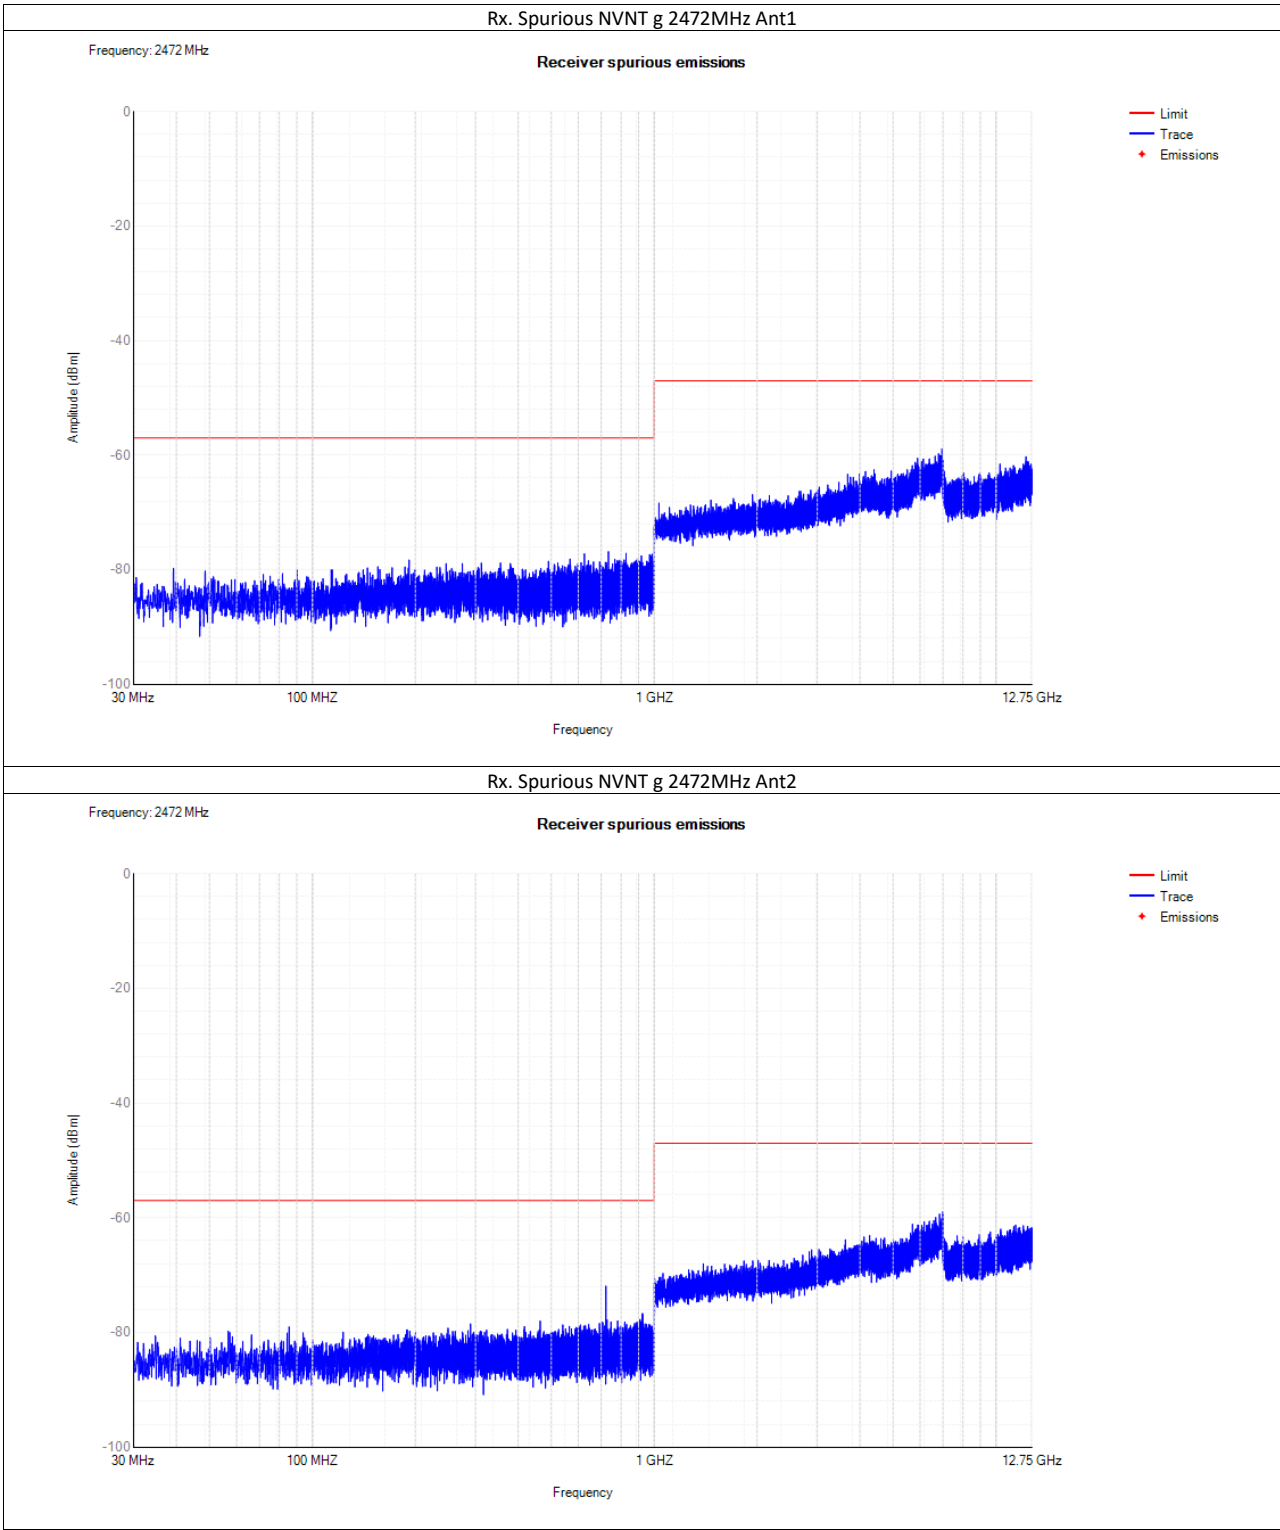 Rx. Spurious NVNT g 2472MHz Ant1
Frequency: 2472 MHz
Receiver spurious emissions
Limit
Trace
Emissions
0
-20
-40
-60
-80
-100
Amplitude [dBm]
30 MHz 100 MHZ 1 GHZ 12.75 GHz
Frequency
Rx. Spurious NVNT g 2472MHz Ant2
Frequency: 2472 MHz
Receiver spurious emissions
Limit
Trace
Emissions
0
-20
-40
-60
-80
-100
Amplitude [dBm]
30 MHz 100 MHZ 1 GHZ 12.75 GHz
Frequency